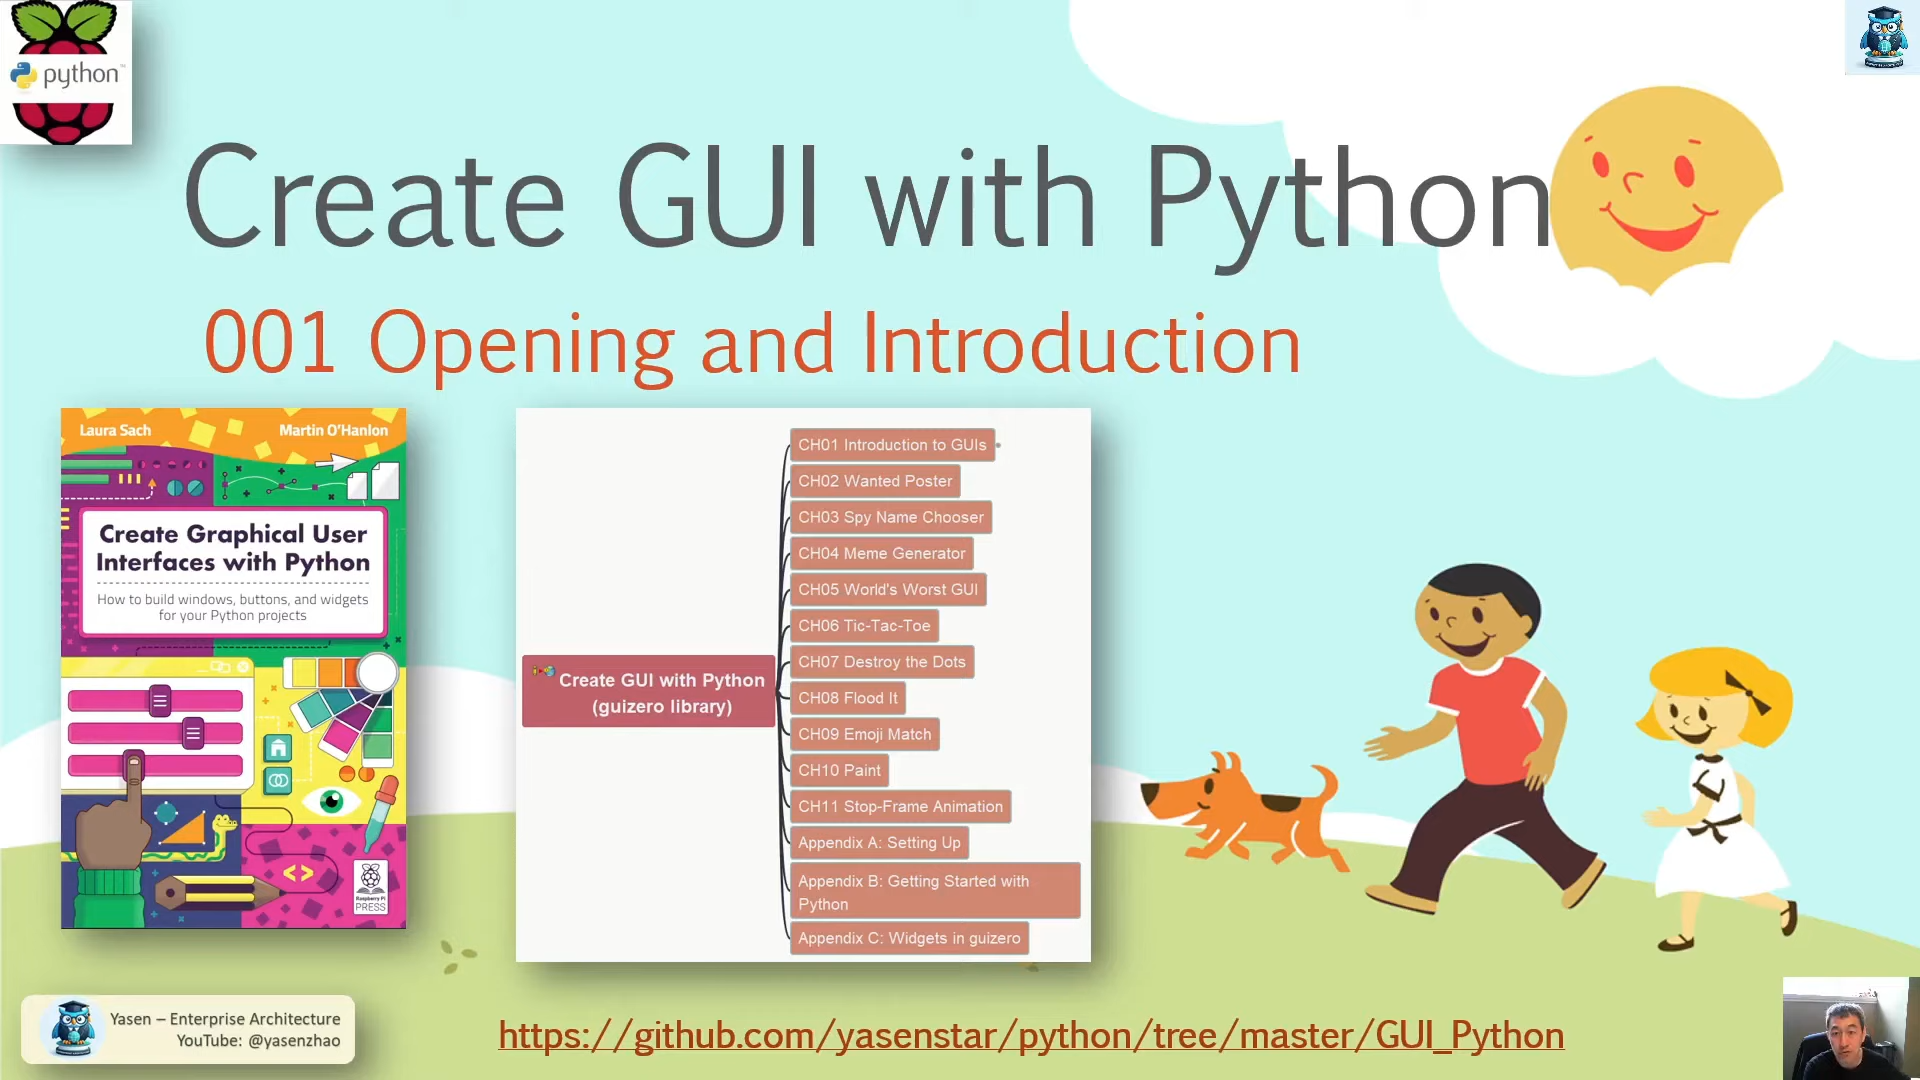 python
Create GUI with Python
001 Opening and Introduction
Laura Sach
Martin O'Hanlon
Create Graphical User
Interfaces with Python
How to build windows, buttons, and widgets
for your Python projects
Raspberry Pi
PRESS
Create GUI with Python
(guizero library)
CH01 Introduction to GUIs
CH02 Wanted Poster
CH03 Spy Name Chooser
CH04 Meme Generator
CH05 World's Worst GUI
CH06 Tic-Tac-Toe
CH07 Destroy the Dots
CH08 Flood It
CH09 Emoji Match
CH10 Paint
CH11 Stop-Frame Animation
Appendix A: Setting Up
Appendix B: Getting Started with
Python
Appendix C: Widgets in guizero
Yasen – Enterprise Architecture
YouTube: @yasenzhao
https://github.com/yasenstar/python/tree/master/GUI_Python